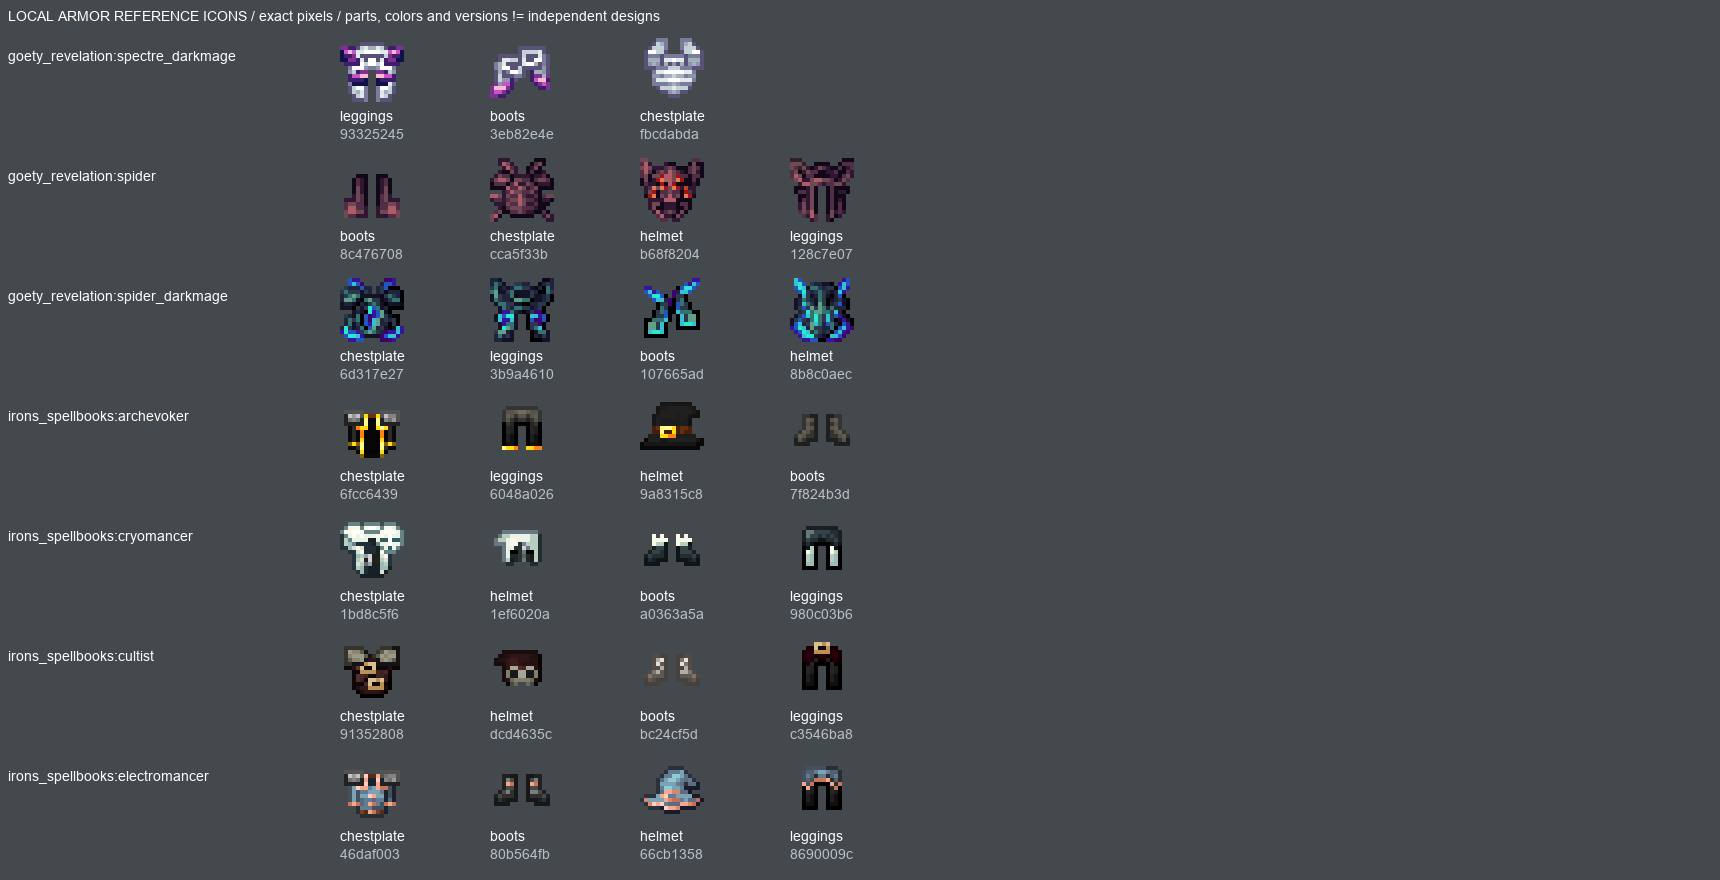 LOCAL ARMOR REFERENCE ICONS / exact pixels / parts, colors and versions != independent designs
goety_revelation:spectre_darkmage
leggings boots chestplate
93325245 3eb82e4e fbcdabda
goety_revelation:spider
boots chestplate helmet leggings
8c476708 cca5f33b b68f8204 128c7e07
goety_revelation:spider_darkmage
chestplate leggings boots helmet
6d317e27 3b9a4610 107665ad 8b8c0aec
irons_spellbooks:archevoker
chestplate leggings helmet boots
6fcc6439 6048a026 9a8315c8 7f824b3d
irons_spellbooks:cryomancer
chestplate helmet boots leggings
1bd8c5f6 1ef6020a a0363a5a 980c03b6
irons_spellbooks:cultist
chestplate helmet boots leggings
91352808 dcd4635c bc24cf5d c3546ba8
irons_spellbooks:electromancer
chestplate boots helmet leggings
46daf003 80b564fb 66cb1358 8690009c